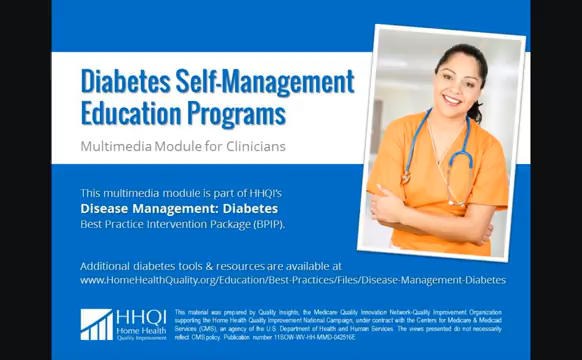 Diabetes Self-Management
Education Programs
Multimedia Module for Clinicians
This multimedia module is part of HHQI's
Disease Management: Diabetes
Best Practice Intervention Package (BPIP).
Additional diabetes tools & resources are available at
www.HomeHealthQuality.org/Education/Best-Practices/Files/Disease-Management-Diabetes
HHQI
Home Health
Quality Improvement
This material was prepared by Quality Insights, the Medicare Quality Innovation Network-Quality Improvement Organization
supporting the Home Health Quality Improvement National Campaign, under contract with the Centers for Medicare & Medicaid
Services (CMS), an agency of the U.S. Department of Health and Human Services. The views presented do not necessarily
reflect CMS policy. Publication number 11SOW-WV-HH-MMD-042516E